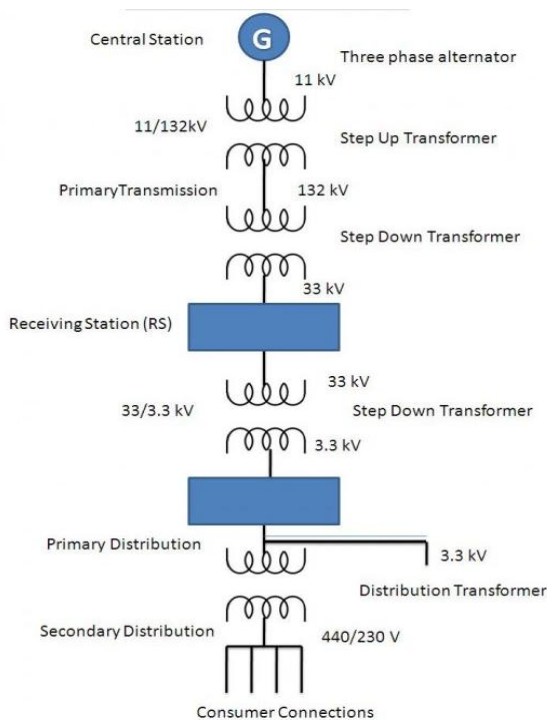 Central Station
G
Three phase alternator
11 kV
11/132kV
Step Up Transformer
PrimaryTransmission
132 kV
Step Down Transformer
33 kV
Receiving Station (RS)
33 kV
33/3.3 kV
Step Down Transformer
3.3 kV
Primary Distribution
3.3 kV
Distribution Transformer
Secondary Distribution
440/230 V
Consumer Connections